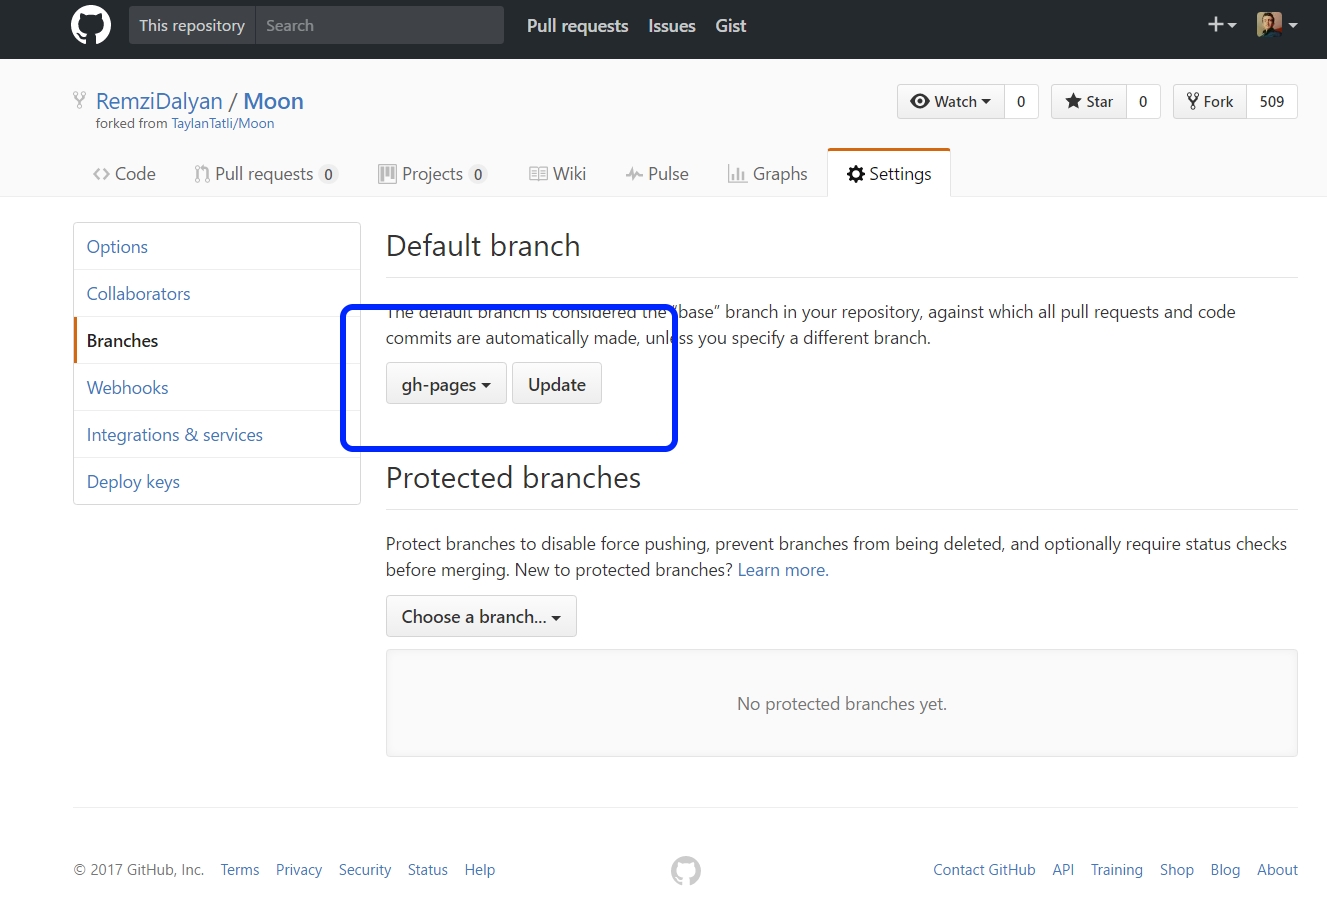 This repository Search Pull requests Issues Gist
RemziDalyan / Moon
forked from TaylanTatli/Moon
Watch 0 Star 0 Fork 509
Code Pull requests 0 Projects 0 Wiki Pulse Graphs Settings
Options
Collaborators
Branches
Webhooks
Integrations & services
Deploy keys
Default branch
The default branch is considered the “base” branch in your repository, against which all pull requests and code
commits are automatically made, unless you specify a different branch.
gh-pages Update
Protected branches
Protect branches to disable force pushing, prevent branches from being deleted, and optionally require status checks
before merging. New to protected branches? Learn more.
Choose a branch...
No protected branches yet.
© 2017 GitHub, Inc. Terms Privacy Security Status Help Contact GitHub API Training Shop Blog About